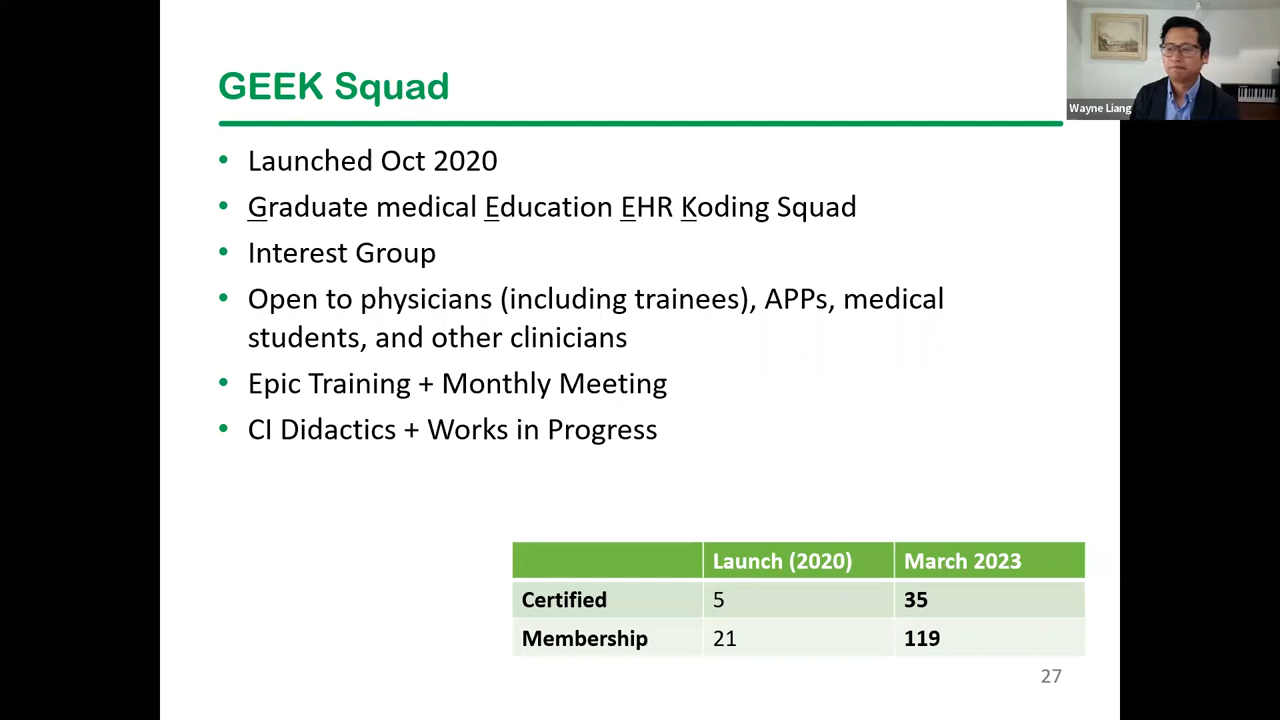 GEEK Squad
Wayne Liang
• Launched Oct 2020
• Graduate medical Education EHR Koding Squad
• Interest Group
• Open to physicians (including trainees), APPs, medical
students, and other clinicians
• Epic Training + Monthly Meeting
• CI Didactics + Works in Progress
Launch (2020) March 2023
Certified 5 35
Membership 21 119
27